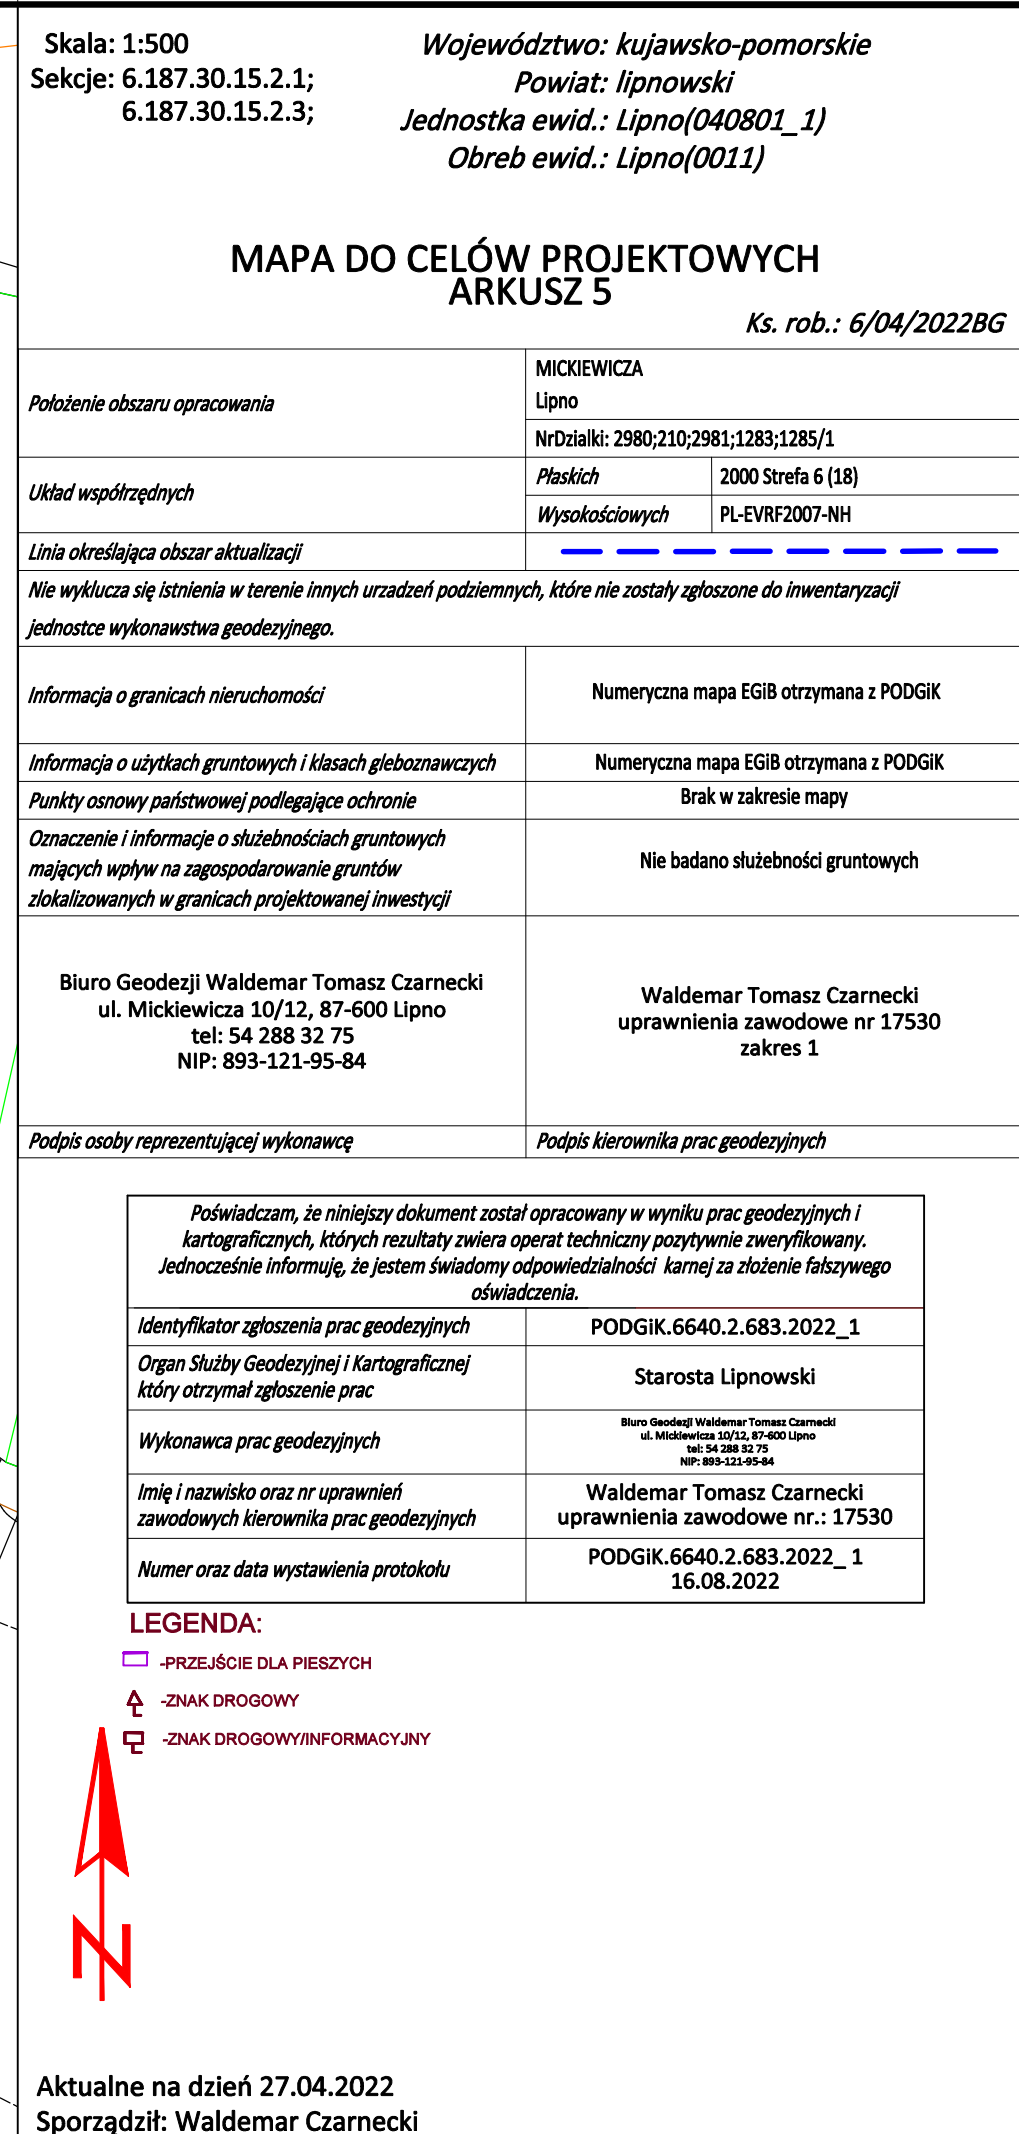 Skala: 1:500
Sekcje: 6.187.30.15.2.1;
6.187.30.15.2.3;
Województwo: kujawsko-pomorskie
Powiat: lipnowski
Jednostka ewid.: Lipno(040801_1)
Obreb ewid.: Lipno(0011)
MAPA DO CELÓW PROJEKTOWYCH
ARKUSZ 5
Ks. rob.: 6/04/2022BG
Położenie obszaru opracowania
MICKIEWICZA
Lipno
NrDzialki: 2980;210;2981;1283;1285/1
Układ współrzędnych
Płaskich
2000 Strefa 6 (18)
Wysokościowych
PL-EVRF2007-NH
Linia określająca obszar aktualizacji
Nie wyklucza się istnienia w terenie innych urzadzeń podziemnych, które nie zostały zgłoszone do inwentaryzacji
jednostce wykonawstwa geodezyjnego.
Informacja o granicach nieruchomości
Numeryczna mapa EGiB otrzymana z PODGiK
Informacja o użytkach gruntowych i klasach gleboznawczych
Numeryczna mapa EGiB otrzymana z PODGiK
Punkty osnowy państwowej podlegające ochronie
Brak w zakresie mapy
Oznaczenie i informacje o służebnościach gruntowych
mających wpływ na zagospodarowanie gruntów
zlokalizowanych w granicach projektowanej inwestycji
Nie badano służebności gruntowych
Biuro Geodezji Waldemar Tomasz Czarnecki
ul. Mickiewicza 10/12, 87-600 Lipno
tel: 54 288 32 75
NIP: 893-121-95-84
Waldemar Tomasz Czarnecki
uprawnienia zawodowe nr 17530
zakres 1
Podpis osoby reprezentującej wykonawcę
Podpis kierownika prac geodezyjnych
Poświadczam, że niniejszy dokument został opracowany w wyniku prac geodezyjnych i
kartograficznych, których rezultaty zwiera operat techniczny pozytywnie zweryfikowany.
Jednocześnie informuję, że jestem świadomy odpowiedzialności karnej za złożenie fałszywego
oświadczenia.
Identyfikator zgłoszenia prac geodezyjnych
PODGiK.6640.2.683.2022_1
Organ Służby Geodezyjnej i Kartograficznej
który otrzymał zgłoszenie prac
Starosta Lipnowski
Wykonawca prac geodezyjnych
Biuro Geodezji Waldemar Tomasz Czarnecki
ul. Mickiewicza 10/12, 87-600 Lipno
tel: 54 288 32 75
NIP: 893-121-95-84
Imię i nazwisko oraz nr uprawnień
zawodowych kierownika prac geodezyjnych
Waldemar Tomasz Czarnecki
uprawnienia zawodowe nr.: 17530
Numer oraz data wystawienia protokołu
PODGiK.6640.2.683.2022_ 1
16.08.2022
LEGENDA:
-PRZEJŚCIE DLA PIESZYCH
-ZNAK DROGOWY
-ZNAK DROGOWY/INFORMACYJNY
N
Aktualne na dzień 27.04.2022
Sporządził: Waldemar Czarnecki